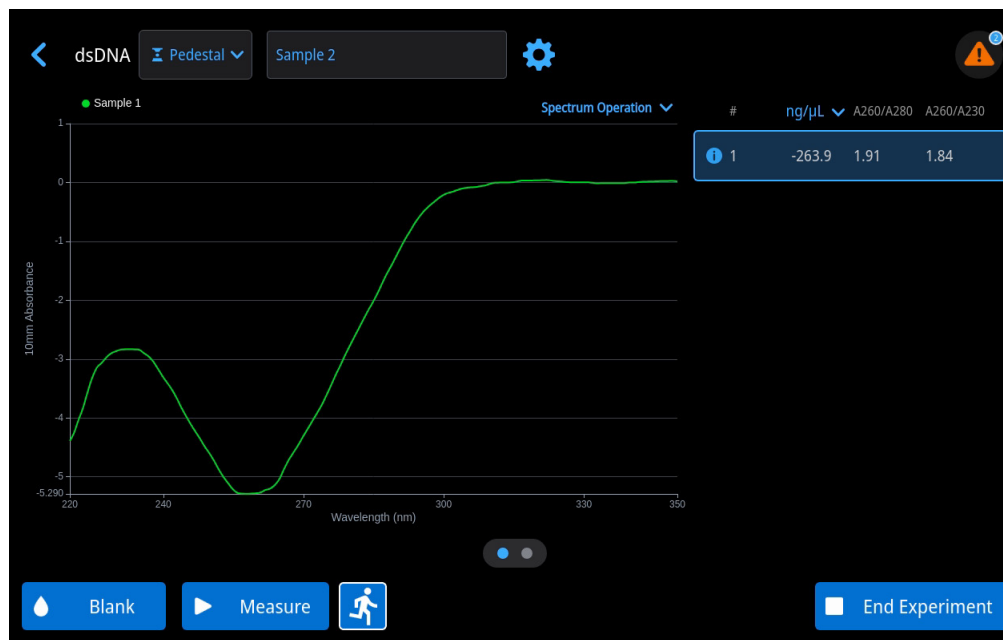 dsDNA Pedestal Sample 2
2
Sample 1
Spectrum Operation
# ng/µL A260/A280 A260/A230
i 1 -263.9 1.91 1.84
1
0
-1
-2
-3
-4
-5
-5.290
10mm Absorbance
220 240 270 300 330 350
Wavelength (nm)
Blank Measure End Experiment